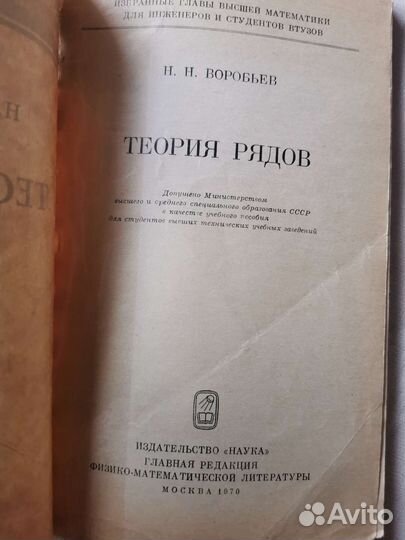 ИЗБРАННЫЕ ГЛАВЫ ВЫСШЕЙ МАТЕМАТИКИ
ДЛЯ ИНЖЕНЕРОВ И СТУДЕНТОВ ВТУЗОВ
Н. Н. ВОРОБЬЕВ
ТЕОРИЯ РЯДОВ
Допущено Министерством
высшего и среднего специального образования СССР
в качестве учебного пособия
для студентов высших технических учебных заведений
ИЗДАТЕЛЬСТВО «НАУКА»
ГЛАВНАЯ РЕДАКЦИЯ
ФИЗИКО-МАТЕМАТИЧЕСКОЙ ЛИТЕРАТУРЫ
МОСКВА 1970
Avito